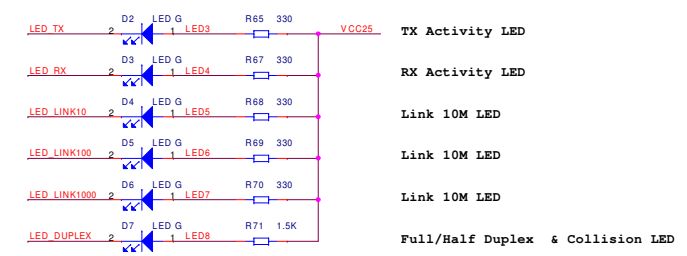 D2 LED G R65 330
LED_TX 2 1 LED3 VCC25 TX Activity LED
D3 LED G R67 330
LED_RX 2 1 LED4 RX Activity LED
D4 LED G R68 330
LED_LINK10 2 1 LED5 Link 10M LED
D5 LED G R69 330
LED_LINK100 2 1 LED6 Link 10M LED
D6 LED G R70 330
LED_LINK1000 2 1 LED7 Link 10M LED
D7 LED G R71 1.5K
LED_DUPLEX 2 1 LED8 Full/Half Duplex & Collision LED